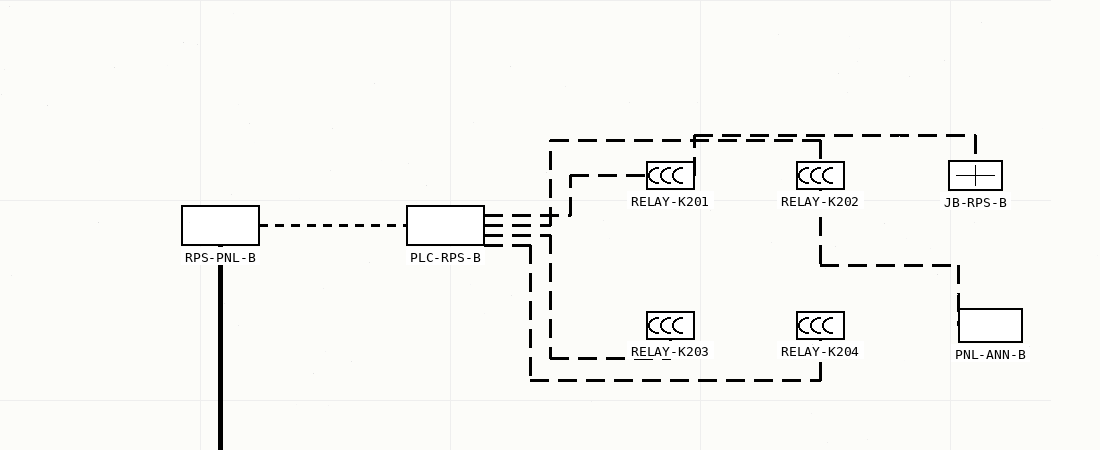 RELAY-K201
RELAY-K202
JB-RPS-B
RPS-PNL-B
PLC-RPS-B
RELAY-K203
RELAY-K204
PNL-ANN-B